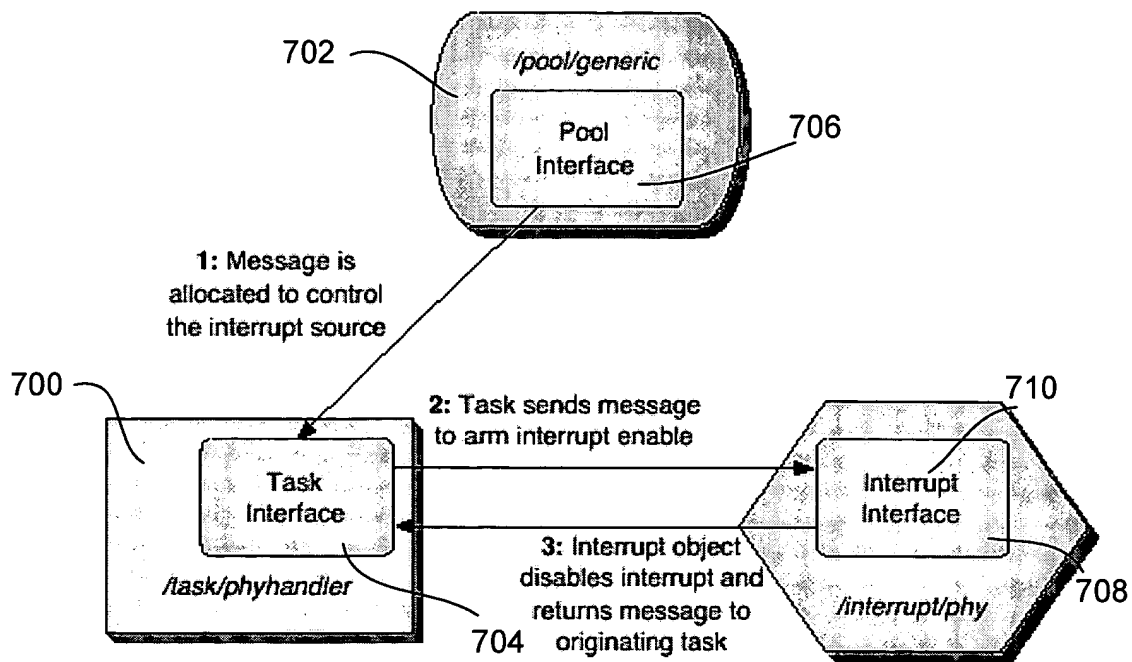 702
/pool/generic
Pool
Interface
706
1: Message is
allocated to control
the interrupt source
700
2: Task sends message
to arm interrupt enable
710
Task
Interface
Interrupt
Interface
3: Interrupt object
disables interrupt and
returns message to
originating task
/task/phyhandler
704
/interrupt/phy
708